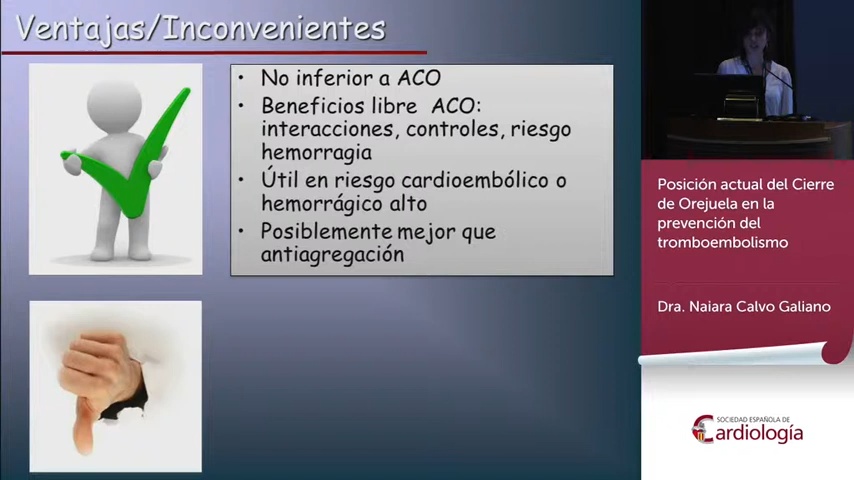 Ventajas/Inconvenientes
• No inferior a ACO
• Beneficios libre ACO:
interacciones, controles, riesgo
hemorragia
• Útil en riesgo cardioembólico o
hemorrágico alto
• Posiblemente mejor que
antiagregación
Posición actual del Cierre
de Orejuela en la
prevención del
tromboembolismo
Dra. Naiara Calvo Galiano
SOCIEDAD ESPAÑOLA DE
Cardiología